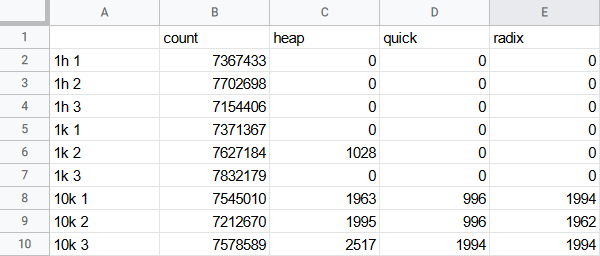 A B C D E
1 count heap quick radix
2 1h 1 7367433 0 0 0
3 1h 2 7702698 0 0 0
4 1h 3 7154406 0 0 0
5 1k 1 7371367 0 0 0
6 1k 2 7627184 1028 0 0
7 1k 3 7832179 0 0 0
8 10k 1 7545010 1963 996 1994
9 10k 2 7212670 1995 996 1962
10 10k 3 7578589 2517 1994 1994